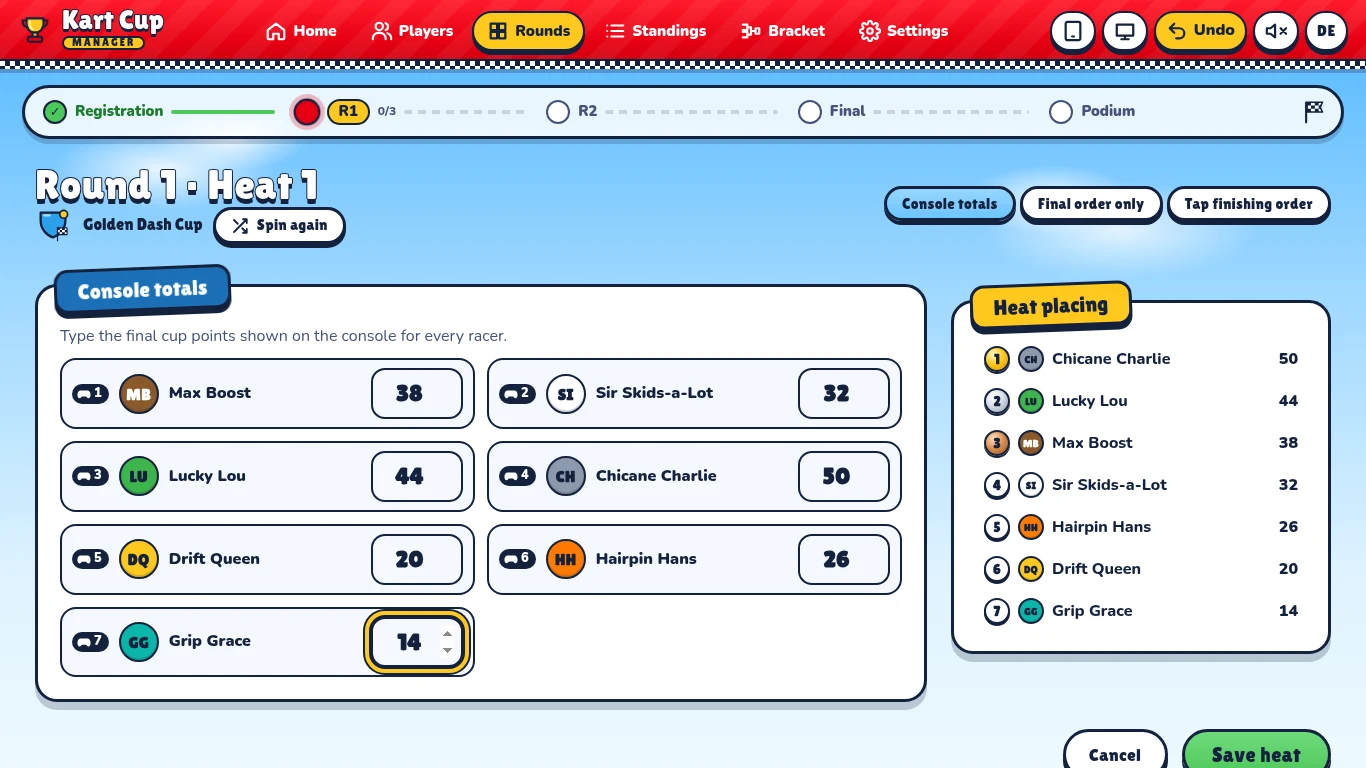 Kart Cup
MANAGER
Home
Players
Rounds
Standings
Bracket
Settings
Undo
DE
Registration
R1
0/3
R2
Final
Podium
Round 1 · Heat 1
Golden Dash Cup
Spin again
Console totals
Final order only
Tap finishing order
Console totals
Type the final cup points shown on the console for every racer.
1 MB Max Boost 38
2 SI Sir Skids-a-Lot 32
3 LU Lucky Lou 44
4 CH Chicane Charlie 50
5 DQ Drift Queen 20
6 HH Hairpin Hans 26
7 GG Grip Grace 14
Heat placing
1 CH Chicane Charlie 50
2 LU Lucky Lou 44
3 MB Max Boost 38
4 SI Sir Skids-a-Lot 32
5 HH Hairpin Hans 26
6 DQ Drift Queen 20
7 GG Grip Grace 14
Cancel
Save heat